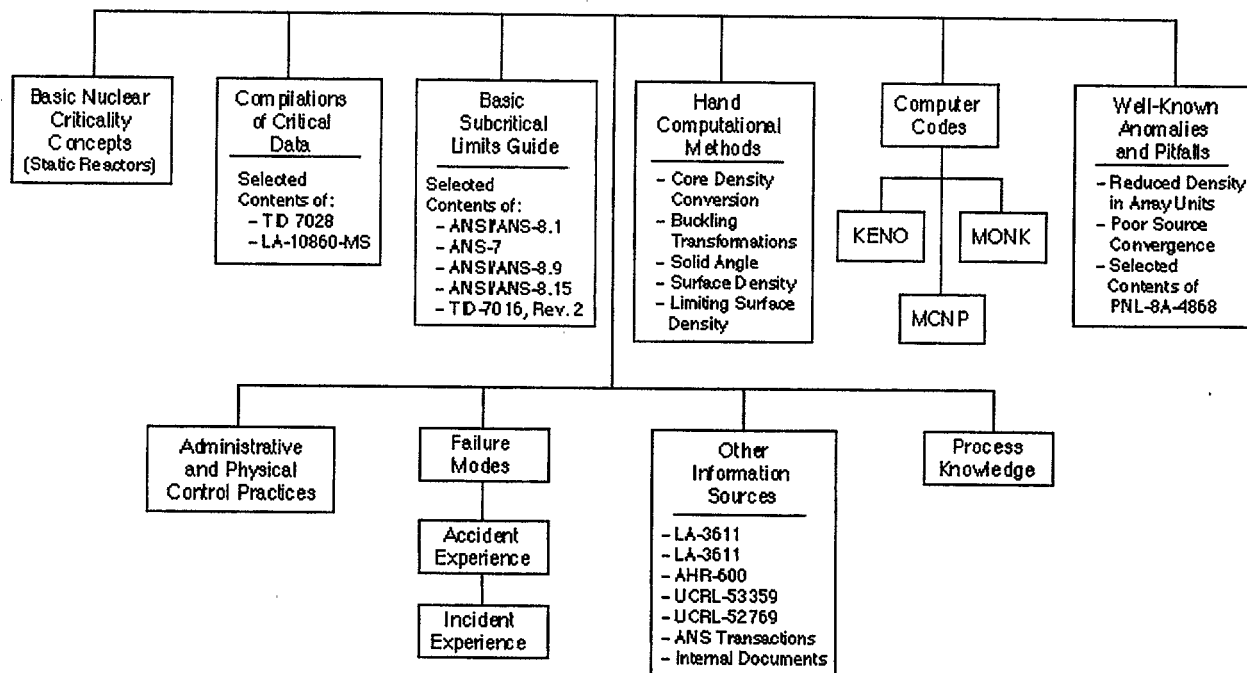 Basic Nuclear
Criticality
Concepts
(Static Reactors)
Compilations
of Critical
Data
Selected
Contents of:
– TID 7028
– LA-10860-MS
Basic
Subcritical
Limits Guide
Selected
Contents of:
– ANSI/ANS-8.1
– ANS-7
– ANSI/ANS-8.9
– ANSI/ANS-8.15
– TID-7016, Rev. 2
Hand
Computational
Methods
– Core Density
Conversion
– Buckling
Transformations
– Solid Angle
– Surface Density
– Limiting Surface
Density
Computer
Codes
KENO
MONK
MCNP
Well-Known
Anomalies
and Pitfalls
– Reduced Density
in Array Units
– Poor Source
Convergence
– Selected
Contents of
PNL-8A-4868
Administrative
and Physical
Control Practices
Failure
Modes
Accident
Experience
Incident
Experience
Other
Information
Sources
– LA-3611
– LA-3611
– AHR-600
– UCRL-53359
– UCRL-52769
– ANS Transactions
– Internal Documents
Process
Knowledge